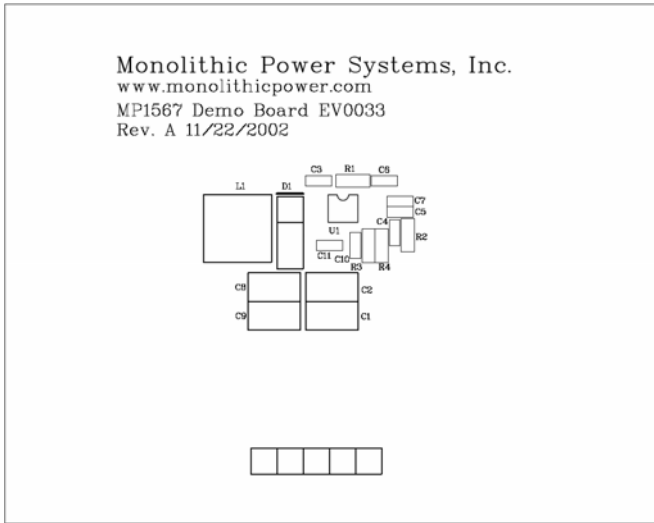 Monolithic Power Systems, Inc.
www.monolithicpower.com
MP1567 Demo Board EV0033
Rev. A 11/22/2002
C3 R1 C6
L1 D1
C7
C5
U1 C4 R2
C11 C10 R3 R4
C8 C2
C9 C1